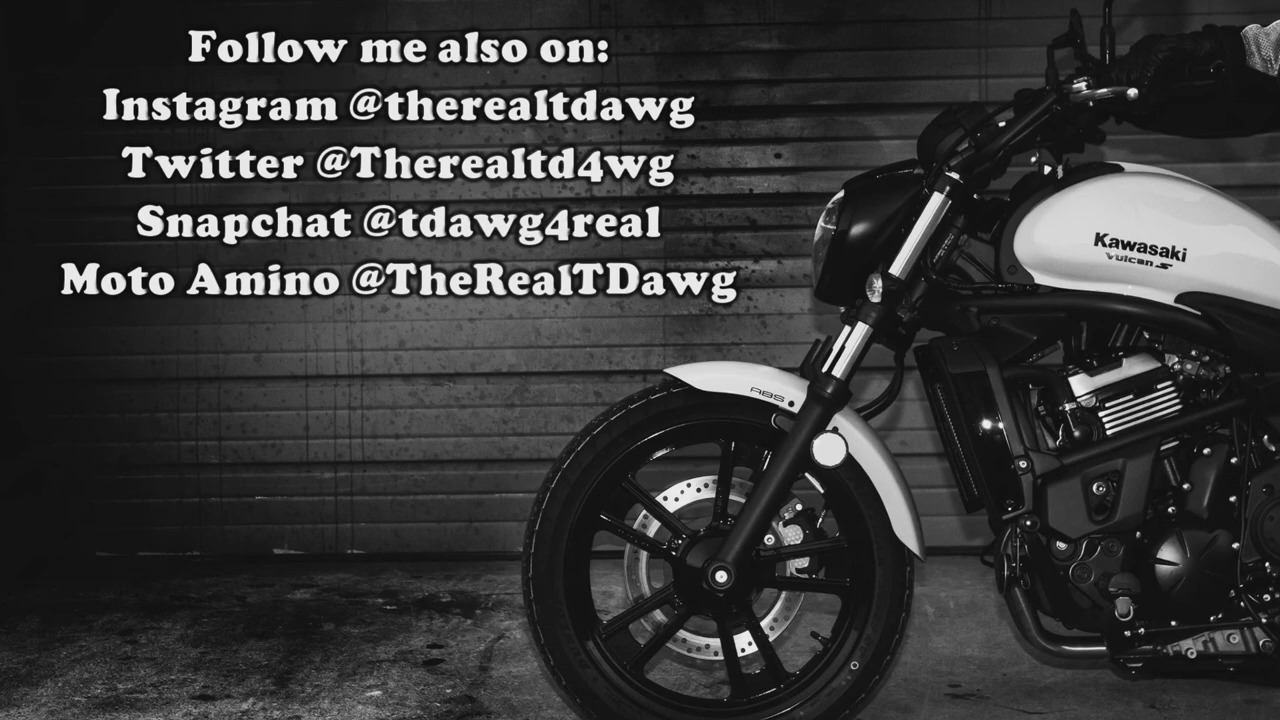 Follow me also on:
Instagram @therealtdawg
Twitter @Therealtd4wg
Snapchat @tdawg4real
Moto Amino @TheRealTDawg
Kawasaki
Vulcan S
ABS